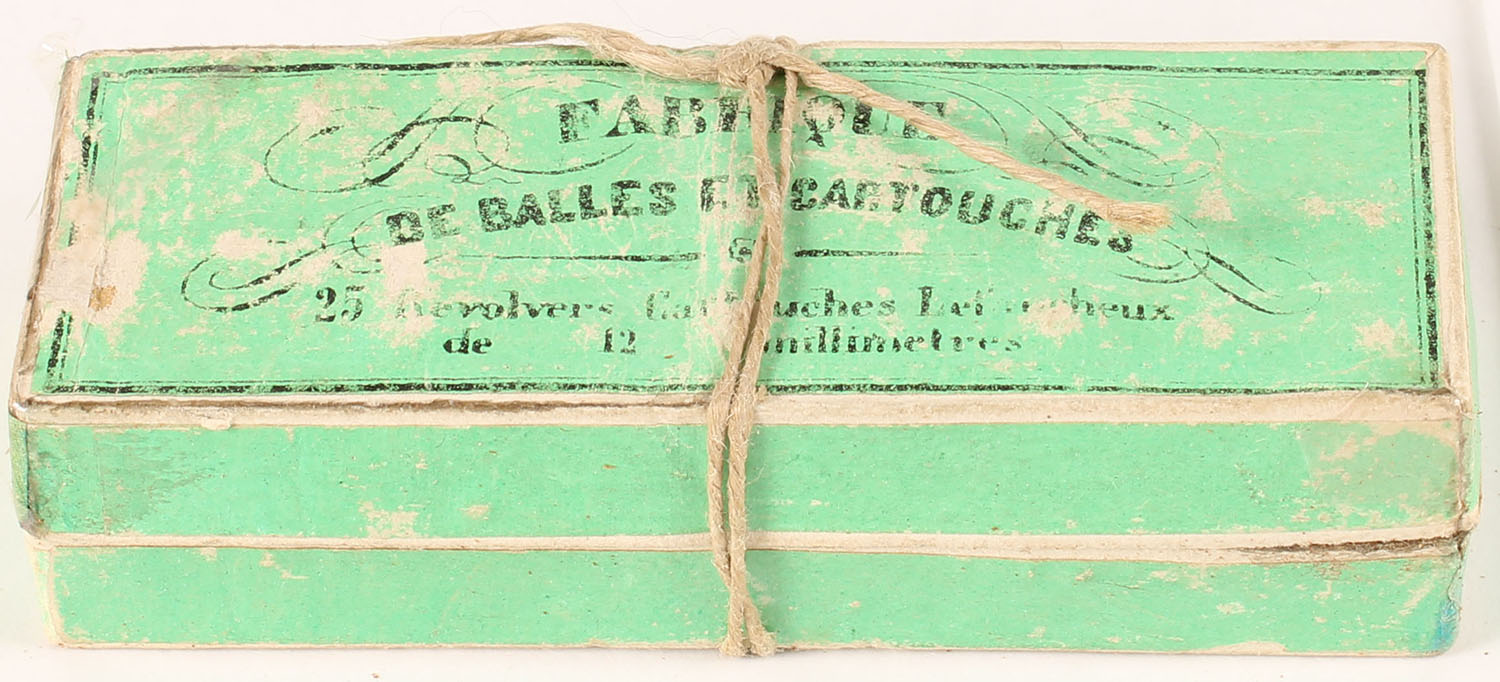 FABRIQUE
DE BALLES ET CARTOUCHES
25 Revolvers Cartouches Lefaucheux
de 12 millimetres